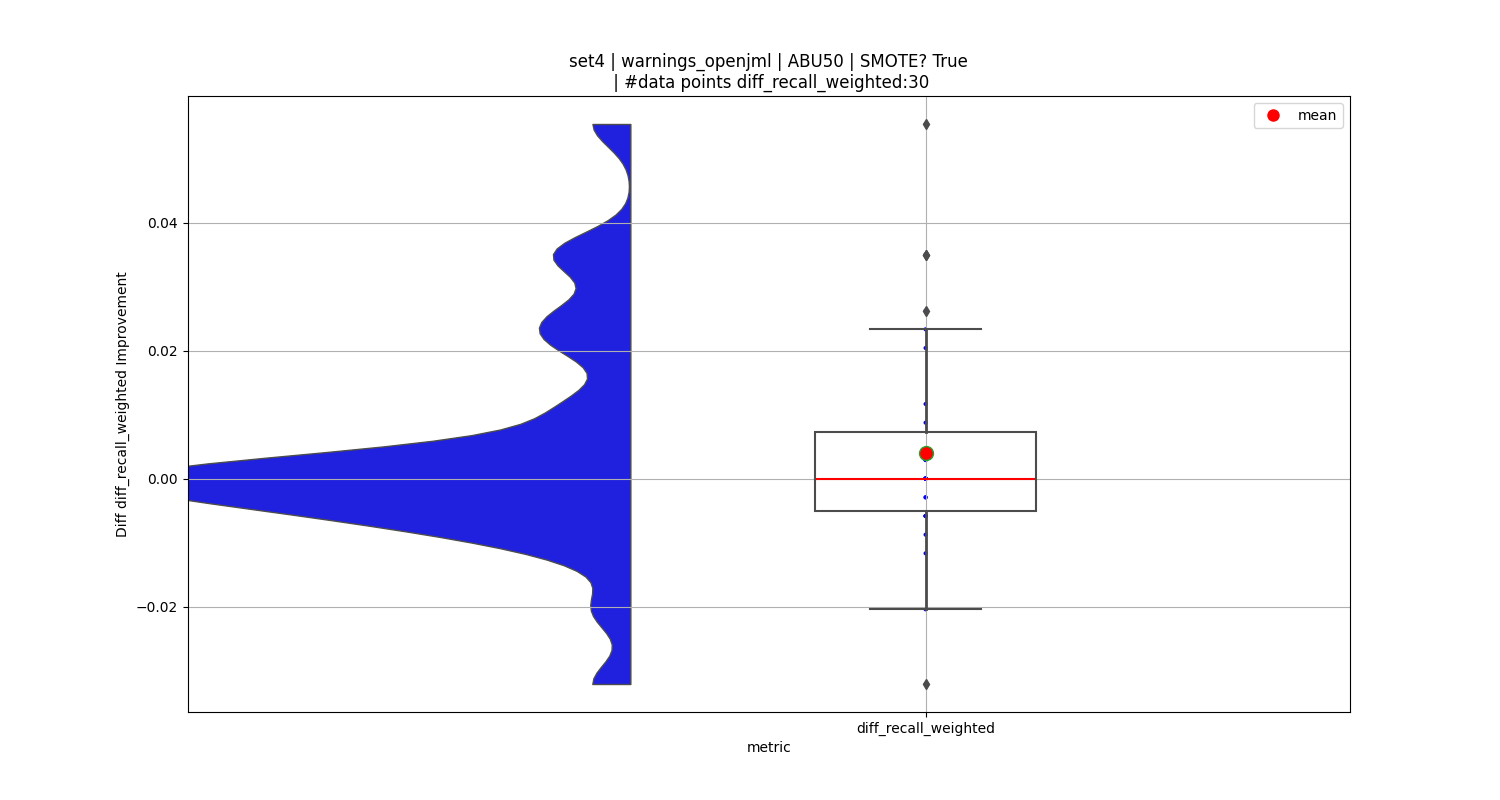 set4 | warnings_openjml | ABU50 | SMOTE? True
| #data points diff_recall_weighted:30
mean
0.04
0.02
0.00
−0.02
Diff diff_recall_weighted Improvement
diff_recall_weighted
metric